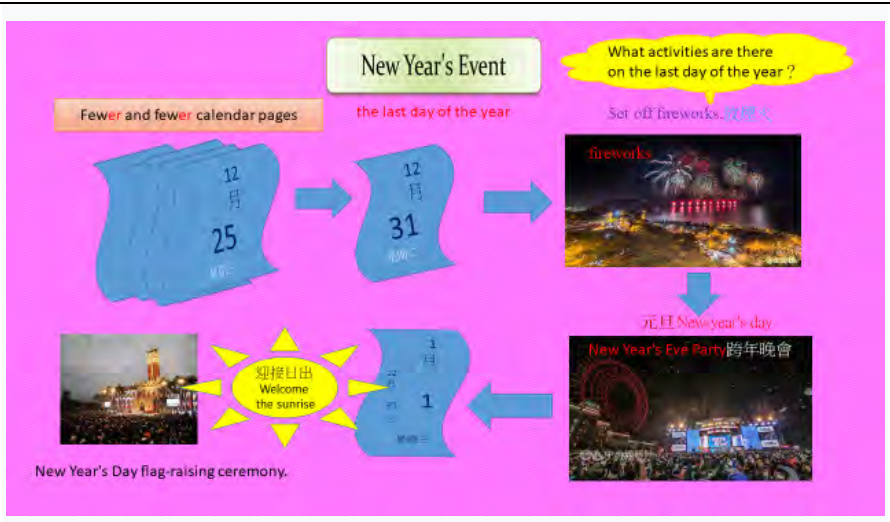 New Year's Event
What activities are there
on the last day of the year？
Fewer and fewer calendar pages
the last day of the year
Set off fireworks.
12
月
25
12
月
31
fireworks
元旦 New year's day
New Year's Eve Party跨年晚會
1
月
1
迎接日出
Welcome
the sunrise
New Year's Day flag-raising ceremony.